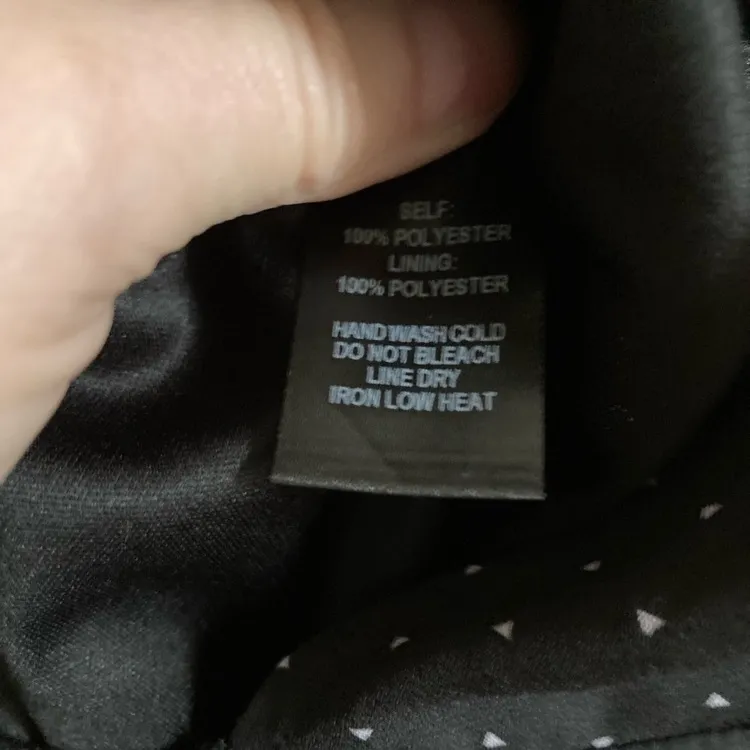 SELF:
100% POLYESTER
LINING:
100% POLYESTER
HAND WASH COLD
DO NOT BLEACH
LINE DRY
IRON LOW HEAT